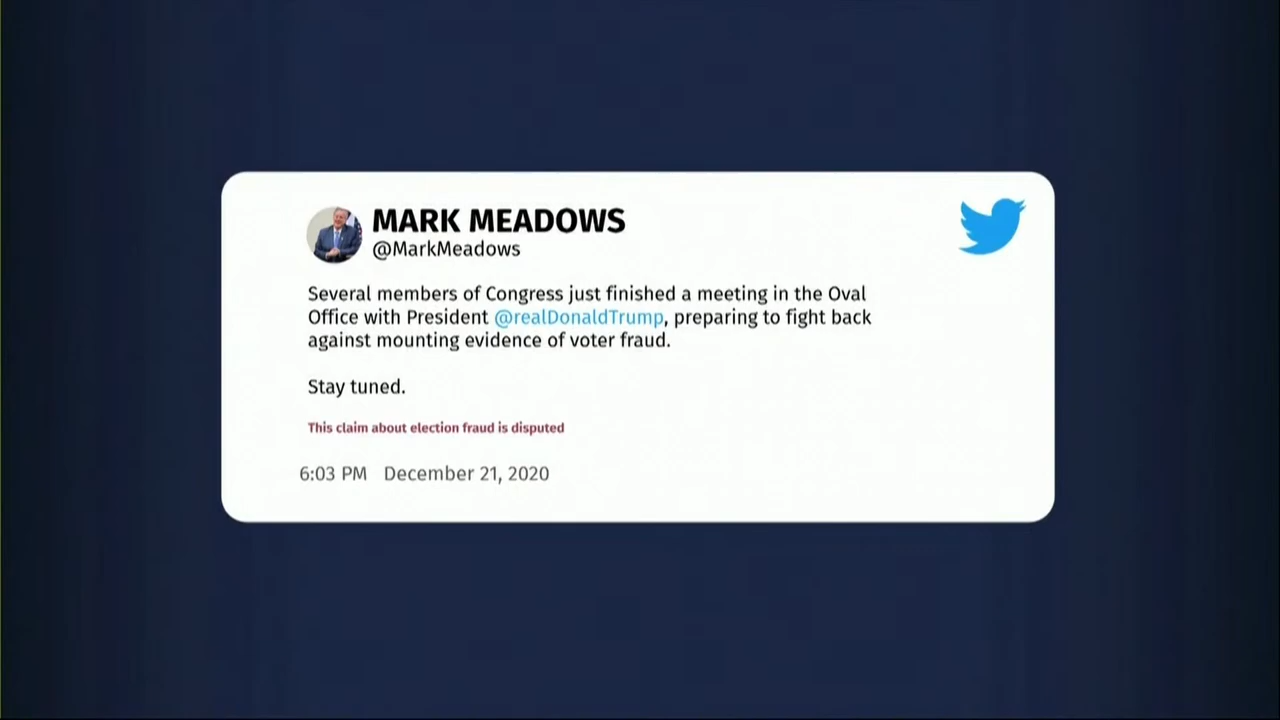 MARK MEADOWS
@MarkMeadows
Several members of Congress just finished a meeting in the Oval
Office with President @realDonaldTrump, preparing to fight back
against mounting evidence of voter fraud.
Stay tuned.
This claim about election fraud is disputed
6:03 PM December 21, 2020